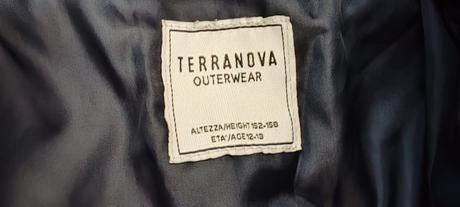 TERRANOVA
OUTERWEAR
ALTEZZA/HEIGHT 152-158
ETA'/AGE 12-13